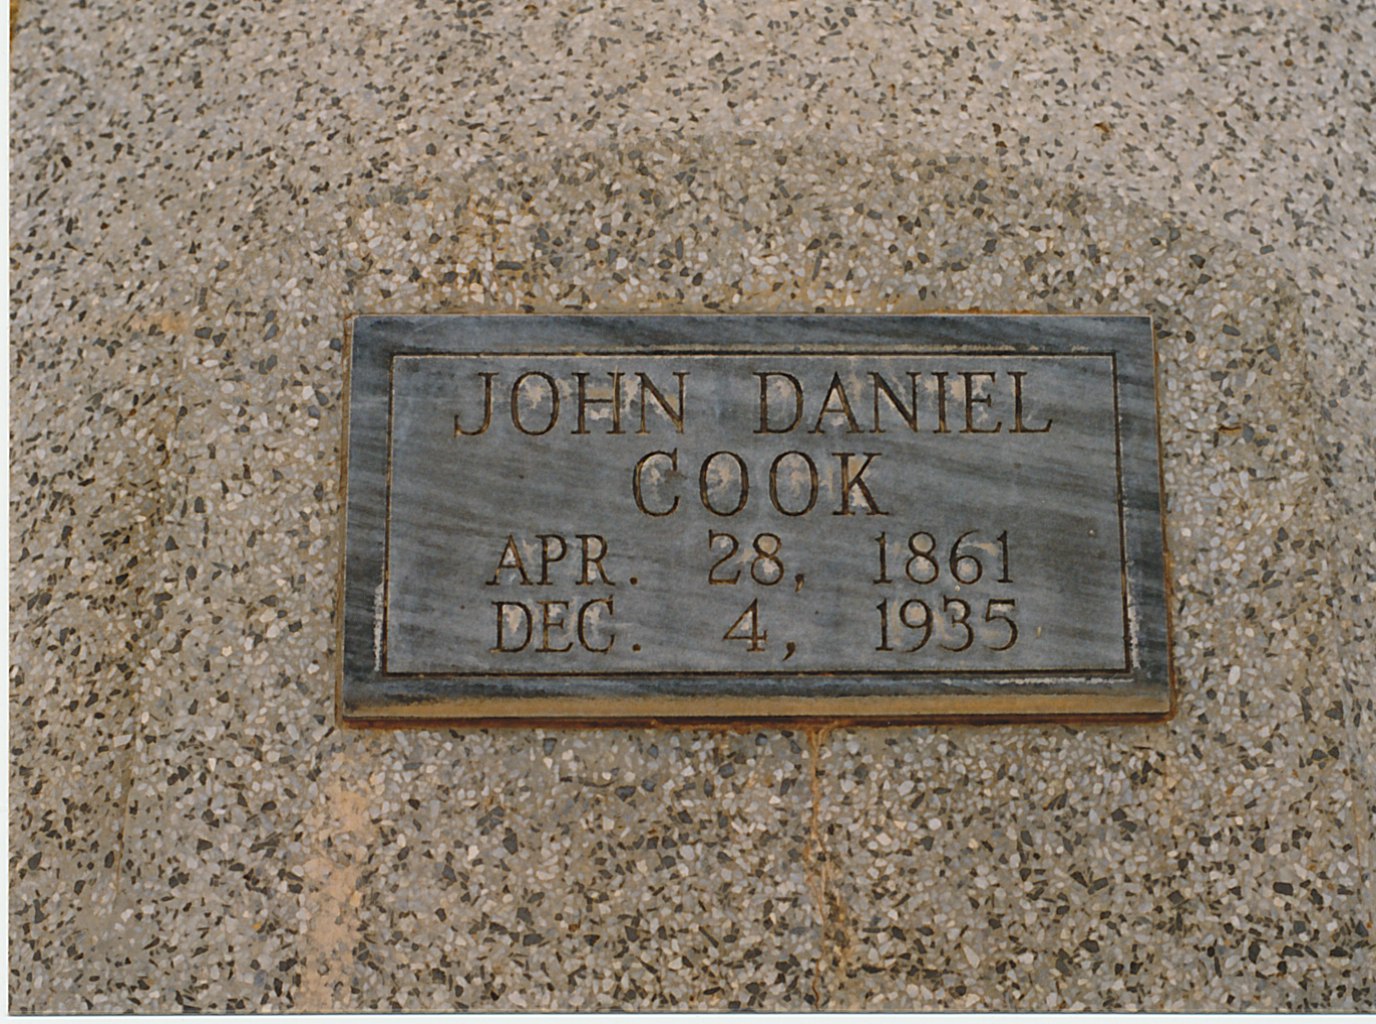 JOHN DANIEL
COOK
APR. 28, 1861
DEC. 4, 1935